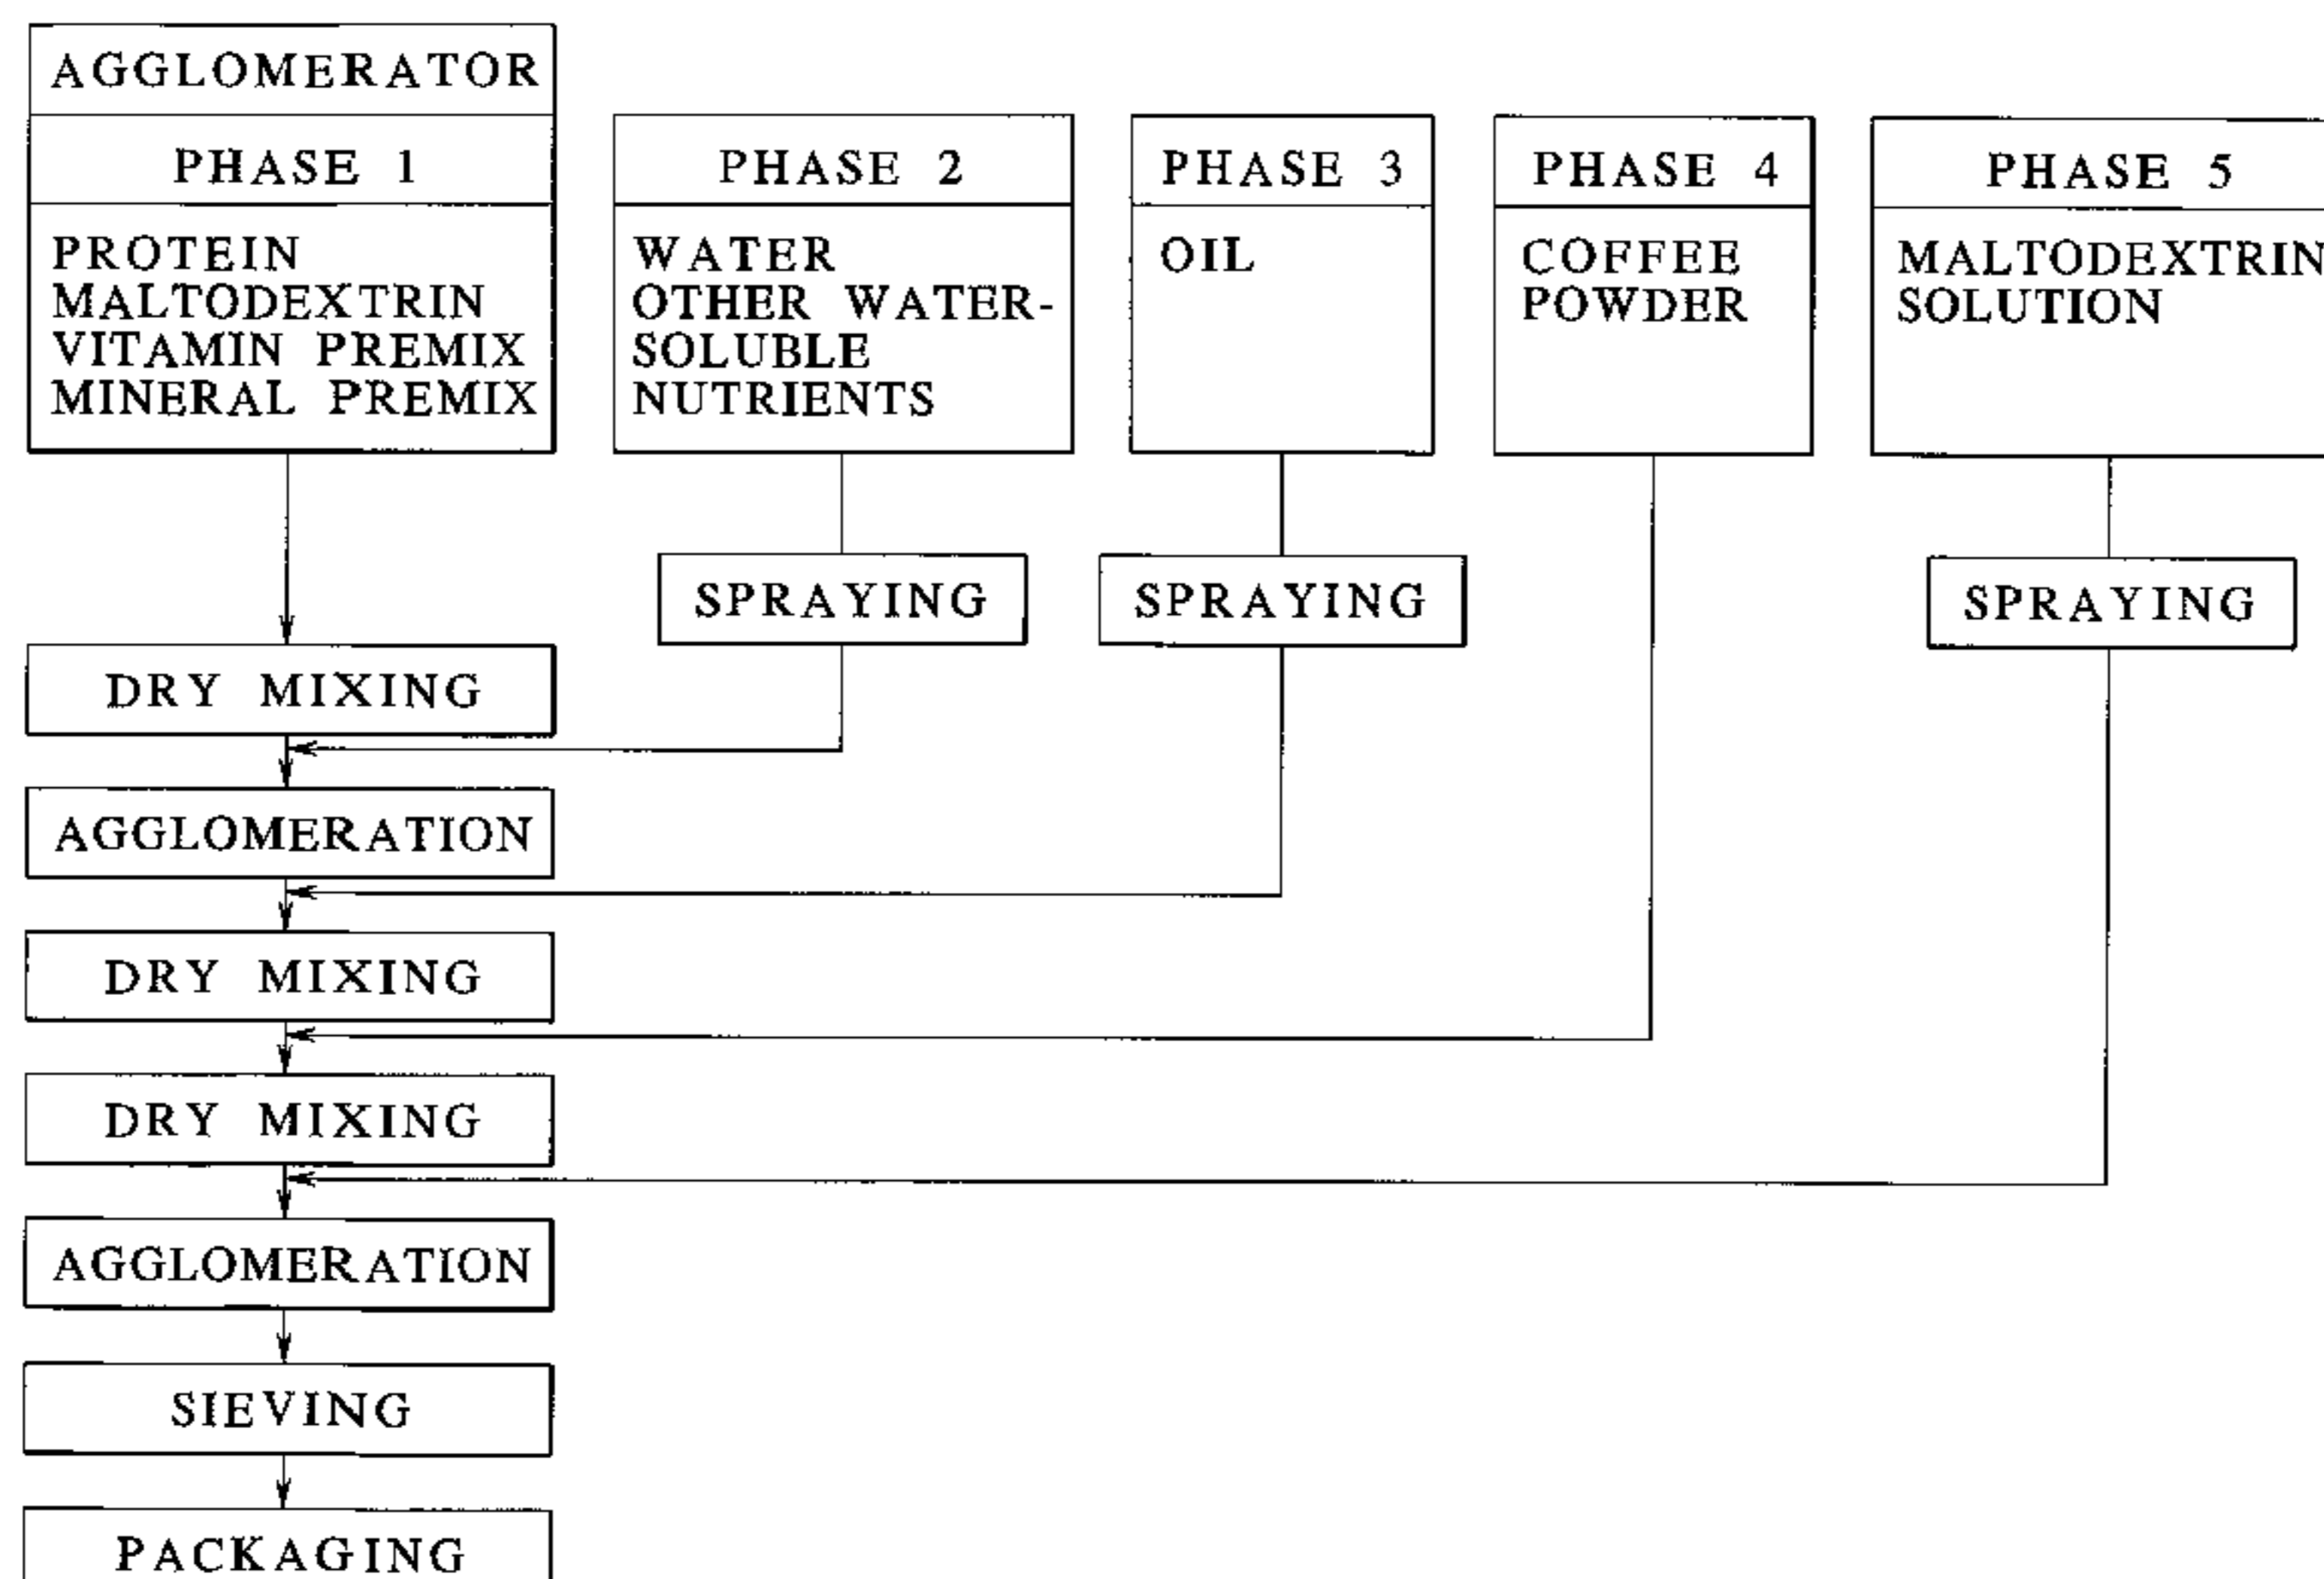 AGGLOMERATOR
PHASE 1
PROTEIN
MALTODEXTRIN
VITAMIN PREMIX
MINERAL PREMIX
PHASE 2
WATER
OTHER WATER-
SOLUBLE
NUTRIENTS
PHASE 3
OIL
PHASE 4
COFFEE
POWDER
PHASE 5
MALTODEXTRIN
SOLUTION
SPRAYING
SPRAYING
SPRAYING
DRY MIXING
AGGLOMERATION
DRY MIXING
DRY MIXING
AGGLOMERATION
SIEVING
PACKAGING